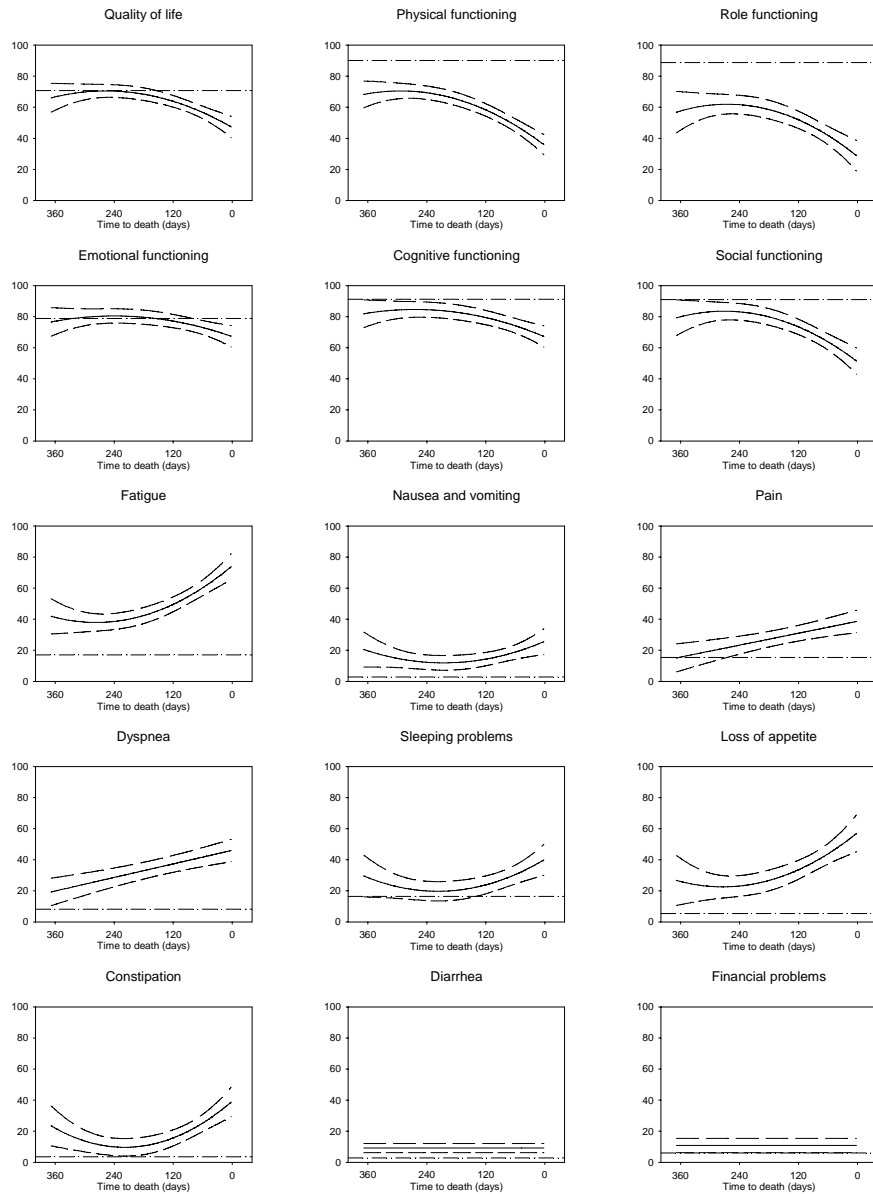 Quality of life Physical functioning Role functioning
100 100 100
80 80 80
60 60 60
40 40 40
20 20 20
0 0 0
360 240 120 0 360 240 120 0 360 240 120 0
Time to death (days) Time to death (days) Time to death (days)
Emotional functioning Cognitive functioning Social functioning
100 100 100
80 80 80
60 60 60
40 40 40
20 20 20
0 0 0
360 240 120 0 360 240 120 0 360 240 120 0
Time to death (days) Time to death (days) Time to death (days)
Fatigue Nausea and vomiting Pain
100 100 100
80 80 80
60 60 60
40 40 40
20 20 20
0 0 0
360 240 120 0 360 240 120 0 360 240 120 0
Time to death (days) Time to death (days) Time to death (days)
Dyspnea Sleeping problems Loss of appetite
100 100 100
80 80 80
60 60 60
40 40 40
20 20 20
0 0 0
360 240 120 0 360 240 120 0 360 240 120 0
Time to death (days) Time to death (days) Time to death (days)
Constipation Diarrhea Financial problems
100 100 100
80 80 80
60 60 60
40 40 40
20 20 20
0 0 0
360 240 120 0 360 240 120 0 360 240 120 0
Time to death (days) Time to death (days) Time to death (days)